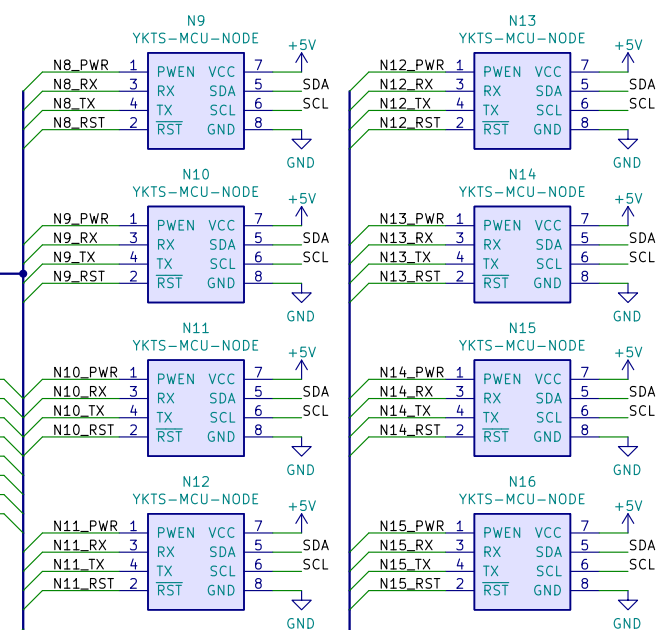 N9
YKTS-MCU-NODE
+5V
N8_PWR 1 PWEN VCC 7
N8_RX 3 RX SDA 5 SDA
N8_TX 4 TX SCL 6 SCL
N8_RST 2 RST GND 8
GND
N10
YKTS-MCU-NODE
+5V
N9_PWR 1 PWEN VCC 7
N9_RX 3 RX SDA 5 SDA
N9_TX 4 TX SCL 6 SCL
N9_RST 2 RST GND 8
GND
N11
YKTS-MCU-NODE
+5V
N10_PWR 1 PWEN VCC 7
N10_RX 3 RX SDA 5 SDA
N10_TX 4 TX SCL 6 SCL
N10_RST 2 RST GND 8
GND
N12
YKTS-MCU-NODE
+5V
N11_PWR 1 PWEN VCC 7
N11_RX 3 RX SDA 5 SDA
N11_TX 4 TX SCL 6 SCL
N11_RST 2 RST GND 8
GND
N13
YKTS-MCU-NODE
+5V
N12_PWR 1 PWEN VCC 7
N12_RX 3 RX SDA 5 SDA
N12_TX 4 TX SCL 6 SCL
N12_RST 2 RST GND 8
GND
N14
YKTS-MCU-NODE
+5V
N13_PWR 1 PWEN VCC 7
N13_RX 3 RX SDA 5 SDA
N13_TX 4 TX SCL 6 SCL
N13_RST 2 RST GND 8
GND
N15
YKTS-MCU-NODE
+5V
N14_PWR 1 PWEN VCC 7
N14_RX 3 RX SDA 5 SDA
N14_TX 4 TX SCL 6 SCL
N14_RST 2 RST GND 8
GND
N16
YKTS-MCU-NODE
+5V
N15_PWR 1 PWEN VCC 7
N15_RX 3 RX SDA 5 SDA
N15_TX 4 TX SCL 6 SCL
N15_RST 2 RST GND 8
GND